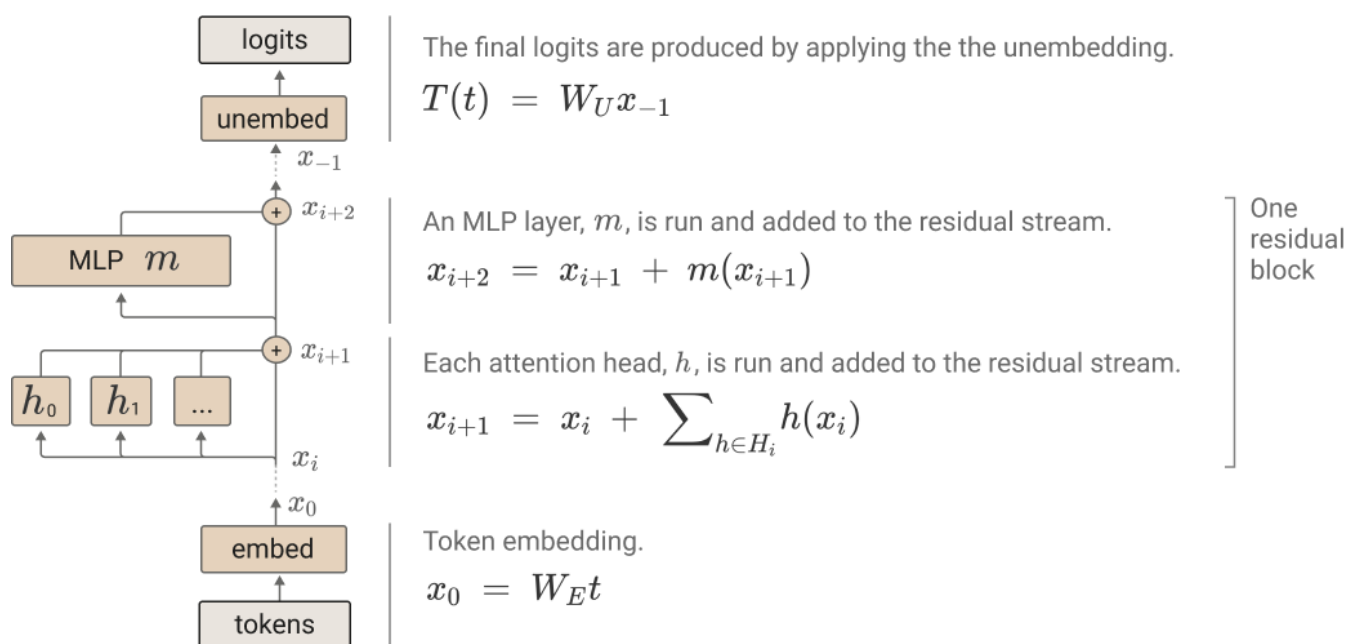 logits
The final logits are produced by applying the the unembedding.
T(t) = W_U x_{-1}
unembed
x_{-1}
x_{i+2}
An MLP layer, m, is run and added to the residual stream.
MLP m
x_{i+2} = x_{i+1} + m(x_{i+1})
One
residual
block
x_{i+1}
Each attention head, h, is run and added to the residual stream.
h_0 h_1 ...
x_{i+1} = x_i + ∑_{h∈H_i} h(x_i)
x_i
x_0
embed
Token embedding.
x_0 = W_E t
tokens